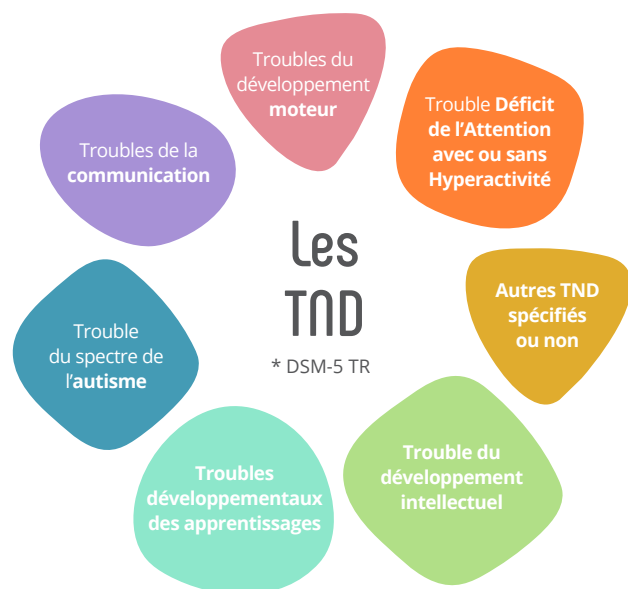 Troubles du
développement
moteur
Trouble Déficit
de l'Attention
avec ou sans
Hyperactivité
Troubles de la
communication
Les
TND
* DSM-5 TR
Autres TND
spécifiés
ou non
Trouble
du spectre de
l'autisme
Trouble du
développement
intellectuel
Troubles
développementaux
des apprentissages